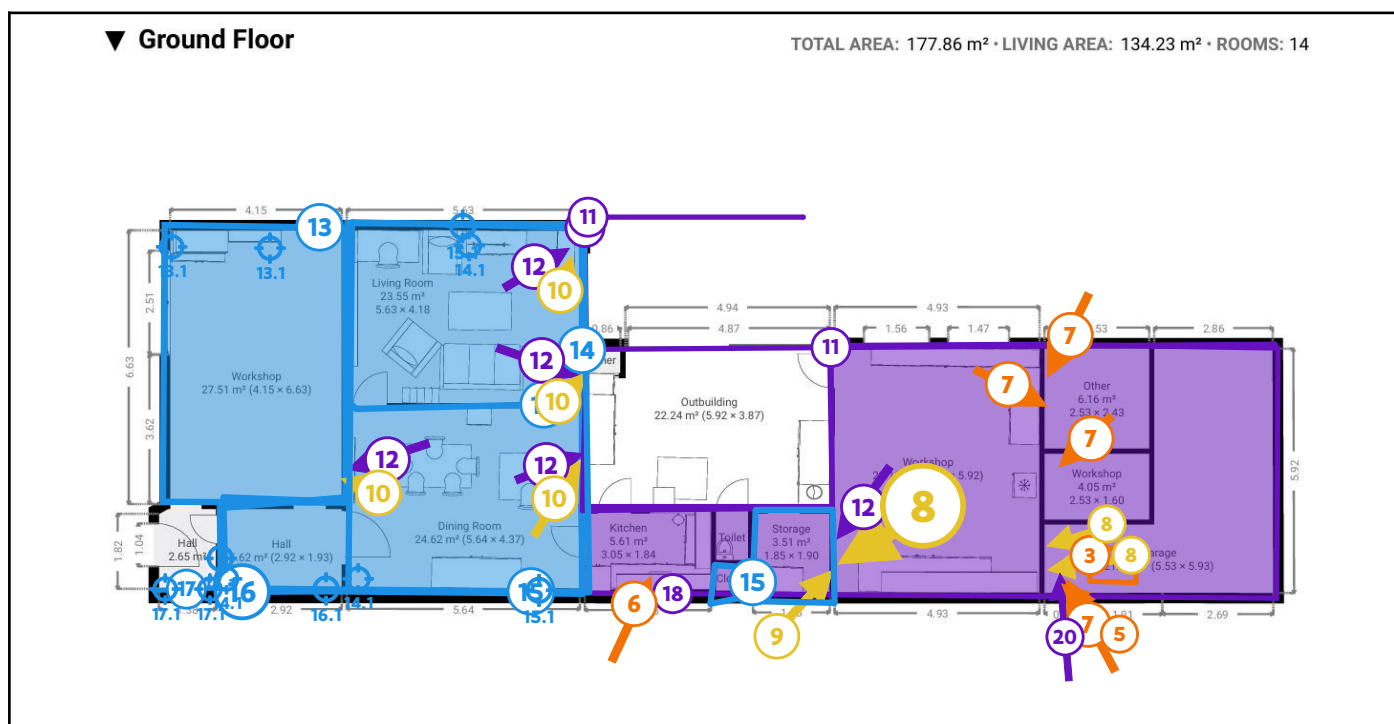 ▼ Ground Floor
TOTAL AREA: 177.86 m² · LIVING AREA: 134.23 m² · ROOMS: 14
4.15
5.63
13
11
13.1
13.1
14.1
12
10
Living Room
23.55 m²
5.63 × 4.18
2.51
6.63
3.62
Workshop
27.51 m² (4.15 × 6.63)
12
14
10
0.86
4.94
4.87
11
4.93
1.56
1.47
7
2.86
7
Other
6.16 m²
2.53 × 2.43
Outbuilding
22.24 m² (5.92 × 3.87)
7
Workshop
Workshop
4.05 m²
2.53 × 1.60
5.92
12
10
12
10
12
8
Dining Room
24.62 m² (5.64 × 4.37)
Kitchen
5.61 m²
3.05 × 1.84
Toilet
Storage
3.51 m²
1.85 × 1.90
8
3
8
(5.53 × 5.93)
1.82
1.04
Hall
2.65 m²
Hall
(2.92 × 1.93)
17
16
15
15
17.1
17.1
14.1
2.92
16.1
14.1
5.64
15.1
6
18
9
4.93
20
7
5
1.91
2.69